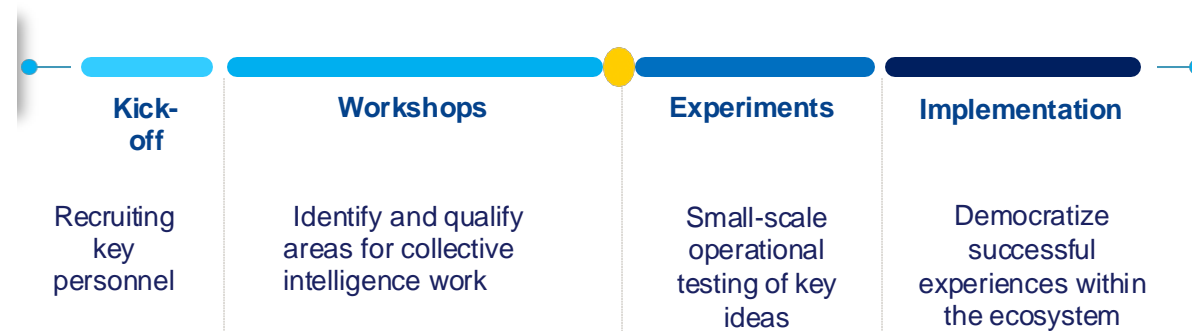 Kick-
off
Workshops
Experiments
Implementation
Recruiting
key
personnel
Identify and qualify
areas for collective
intelligence work
Small-scale
operational
testing of key
ideas
Democratize
successful
experiences within
the ecosystem